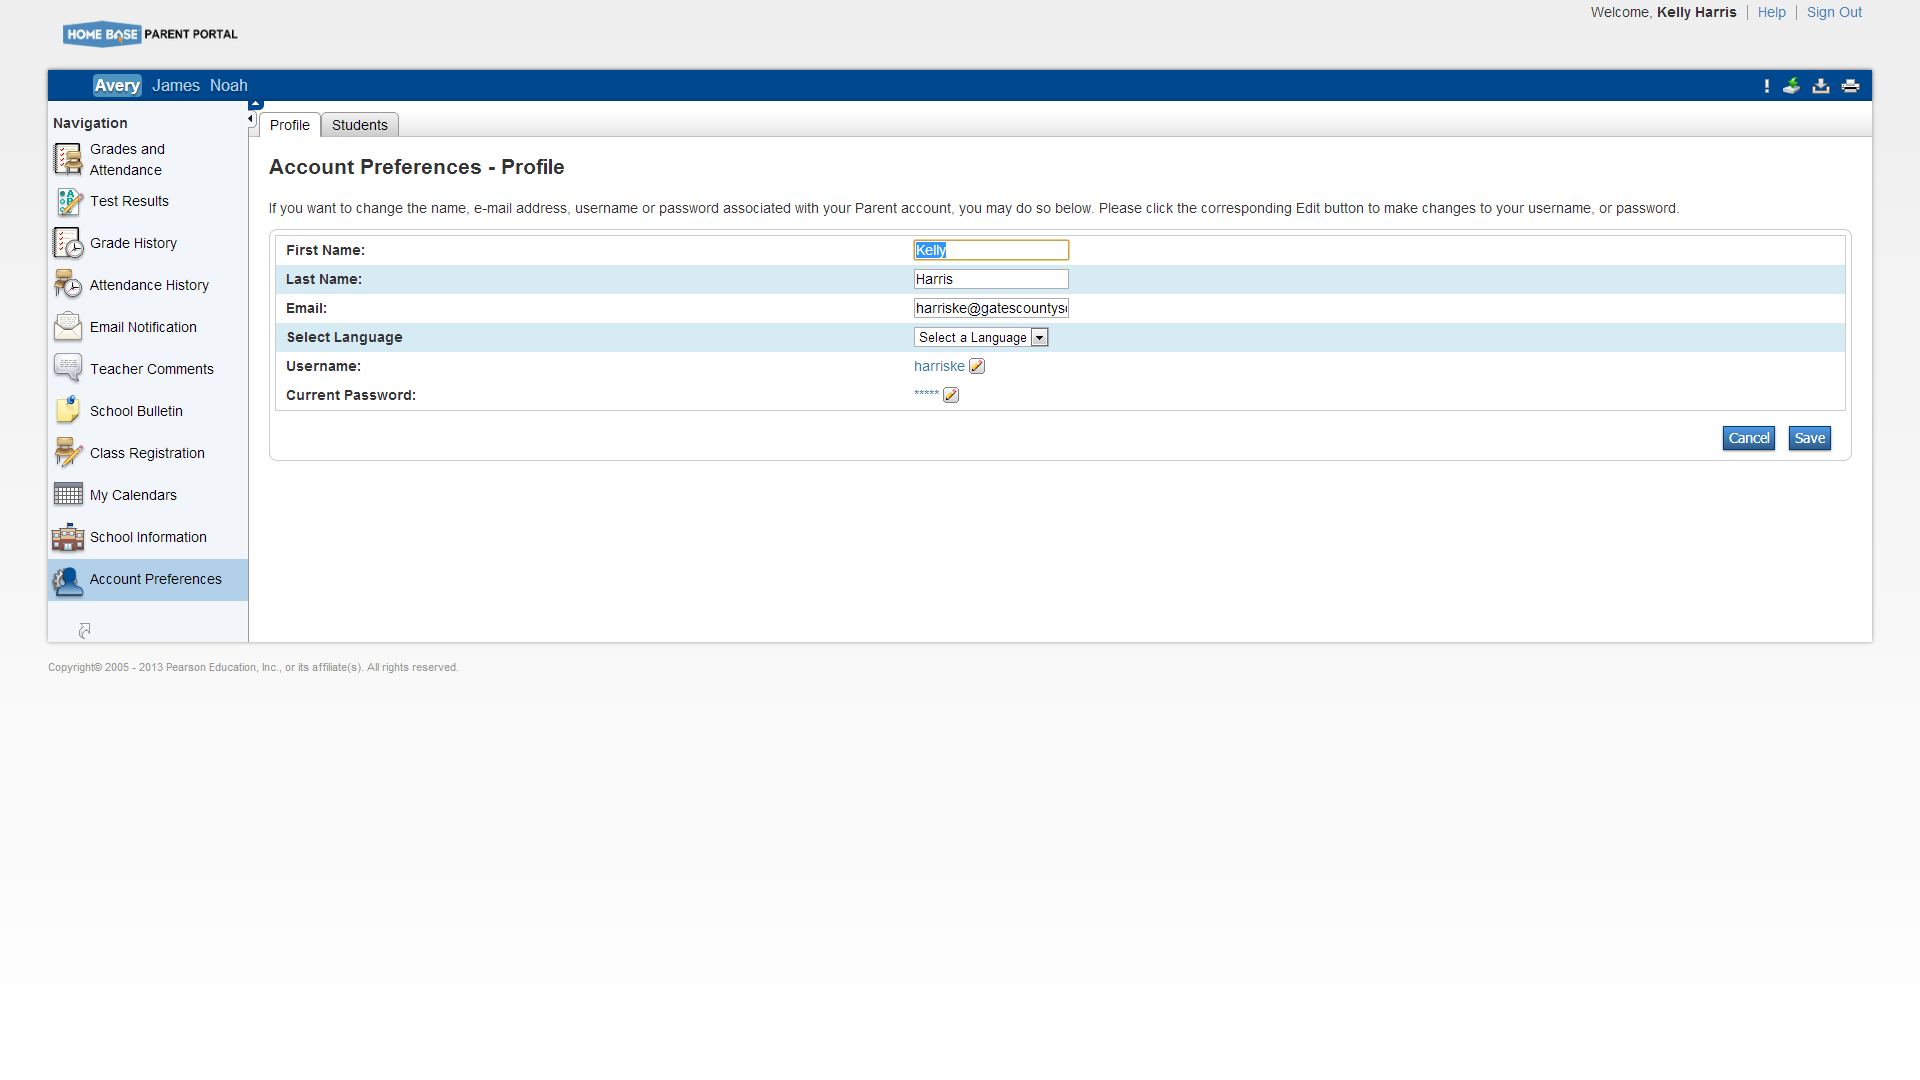 Welcome, Kelly Harris Help Sign Out
HOME BASE PARENT PORTAL
Avery James Noah
Navigation
Grades and
Attendance
Test Results
Grade History
Attendance History
Email Notification
Teacher Comments
School Bulletin
Class Registration
My Calendars
School Information
Account Preferences
Profile Students
Account Preferences - Profile
If you want to change the name, e-mail address, username or password associated with your Parent account, you may do so below. Please click the corresponding Edit button to make changes to your username, or password.
First Name: Kelly
Last Name: Harris
Email: harriske@gatescountys
Select Language Select a Language
Username: harriske
Current Password: *****
Cancel Save
Copyright© 2005 - 2013 Pearson Education, Inc., or its affiliate(s). All rights reserved.